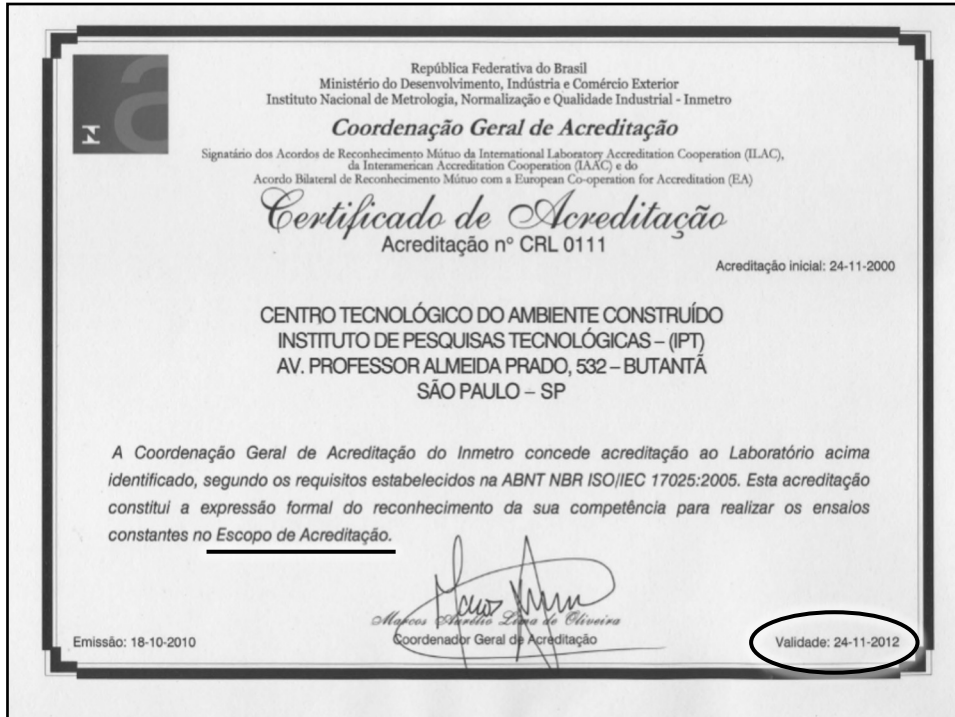 República Federativa do Brasil
Ministério do Desenvolvimento, Indústria e Comércio Exterior
Instituto Nacional de Metrologia, Normalização e Qualidade Industrial - Inmetro
Coordenação Geral de Acreditação
Signatário dos Acordos de Reconhecimento Mútuo da International Laboratory Accreditation Cooperation (ILAC),
da Interamerican Accreditation Cooperation (IAAC) e do
Acordo Bilateral de Reconhecimento Mútuo com a European Co-operation for Accreditation (EA)
Certificado de Acreditação
Acreditação nº CRL 0111
Acreditação inicial: 24-11-2000
CENTRO TECNOLÓGICO DO AMBIENTE CONSTRUÍDO
INSTITUTO DE PESQUISAS TECNOLÓGICAS – (IPT)
AV. PROFESSOR ALMEIDA PRADO, 532 – BUTANTÃ
SÃO PAULO – SP
A Coordenação Geral de Acreditação do Inmetro concede acreditação ao Laboratório acima
identificado, segundo os requisitos estabelecidos na ABNT NBR ISO/IEC 17025:2005. Esta acreditação
constitui a expressão formal do reconhecimento da sua competência para realizar os ensaios
constantes no Escopo de Acreditação.
Marcos Aurélio Lima de Oliveira
Coordenador Geral de Acreditação
Emissão: 18-10-2010
Validade: 24-11-2012